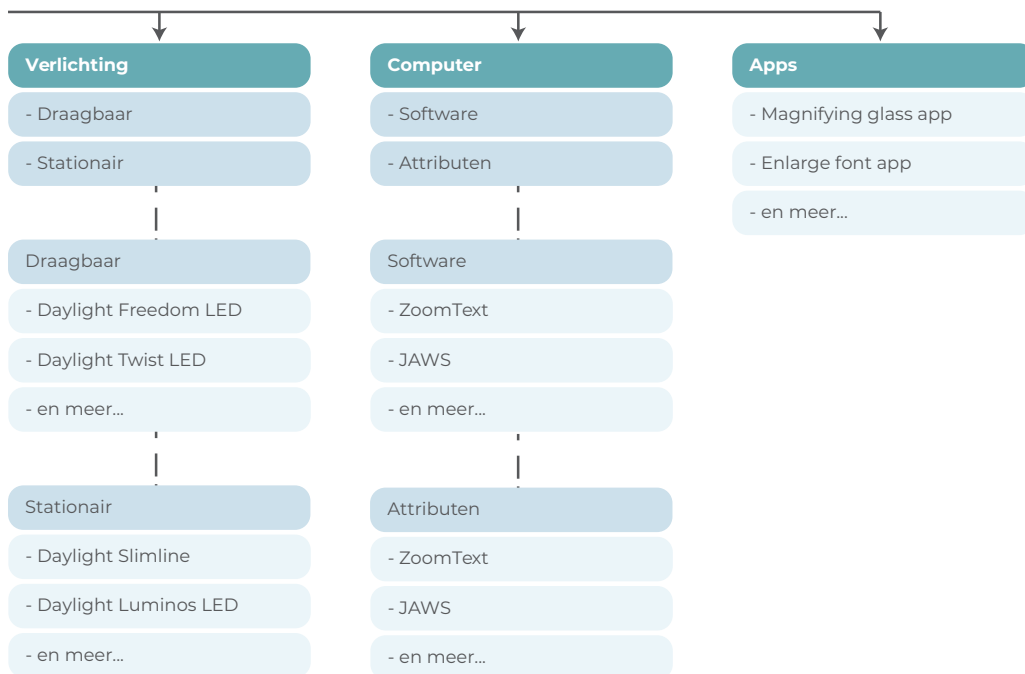 Verlichting
- Draagbaar
- Stationair
Draagbaar
- Daylight Freedom LED
- Daylight Twist LED
- en meer...
Stationair
- Daylight Slimline
- Daylight Luminos LED
- en meer...
Computer
- Software
- Attributen
Software
- ZoomText
- JAWS
- en meer...
Attributen
- ZoomText
- JAWS
- en meer...
Apps
- Magnifying glass app
- Enlarge font app
- en meer...